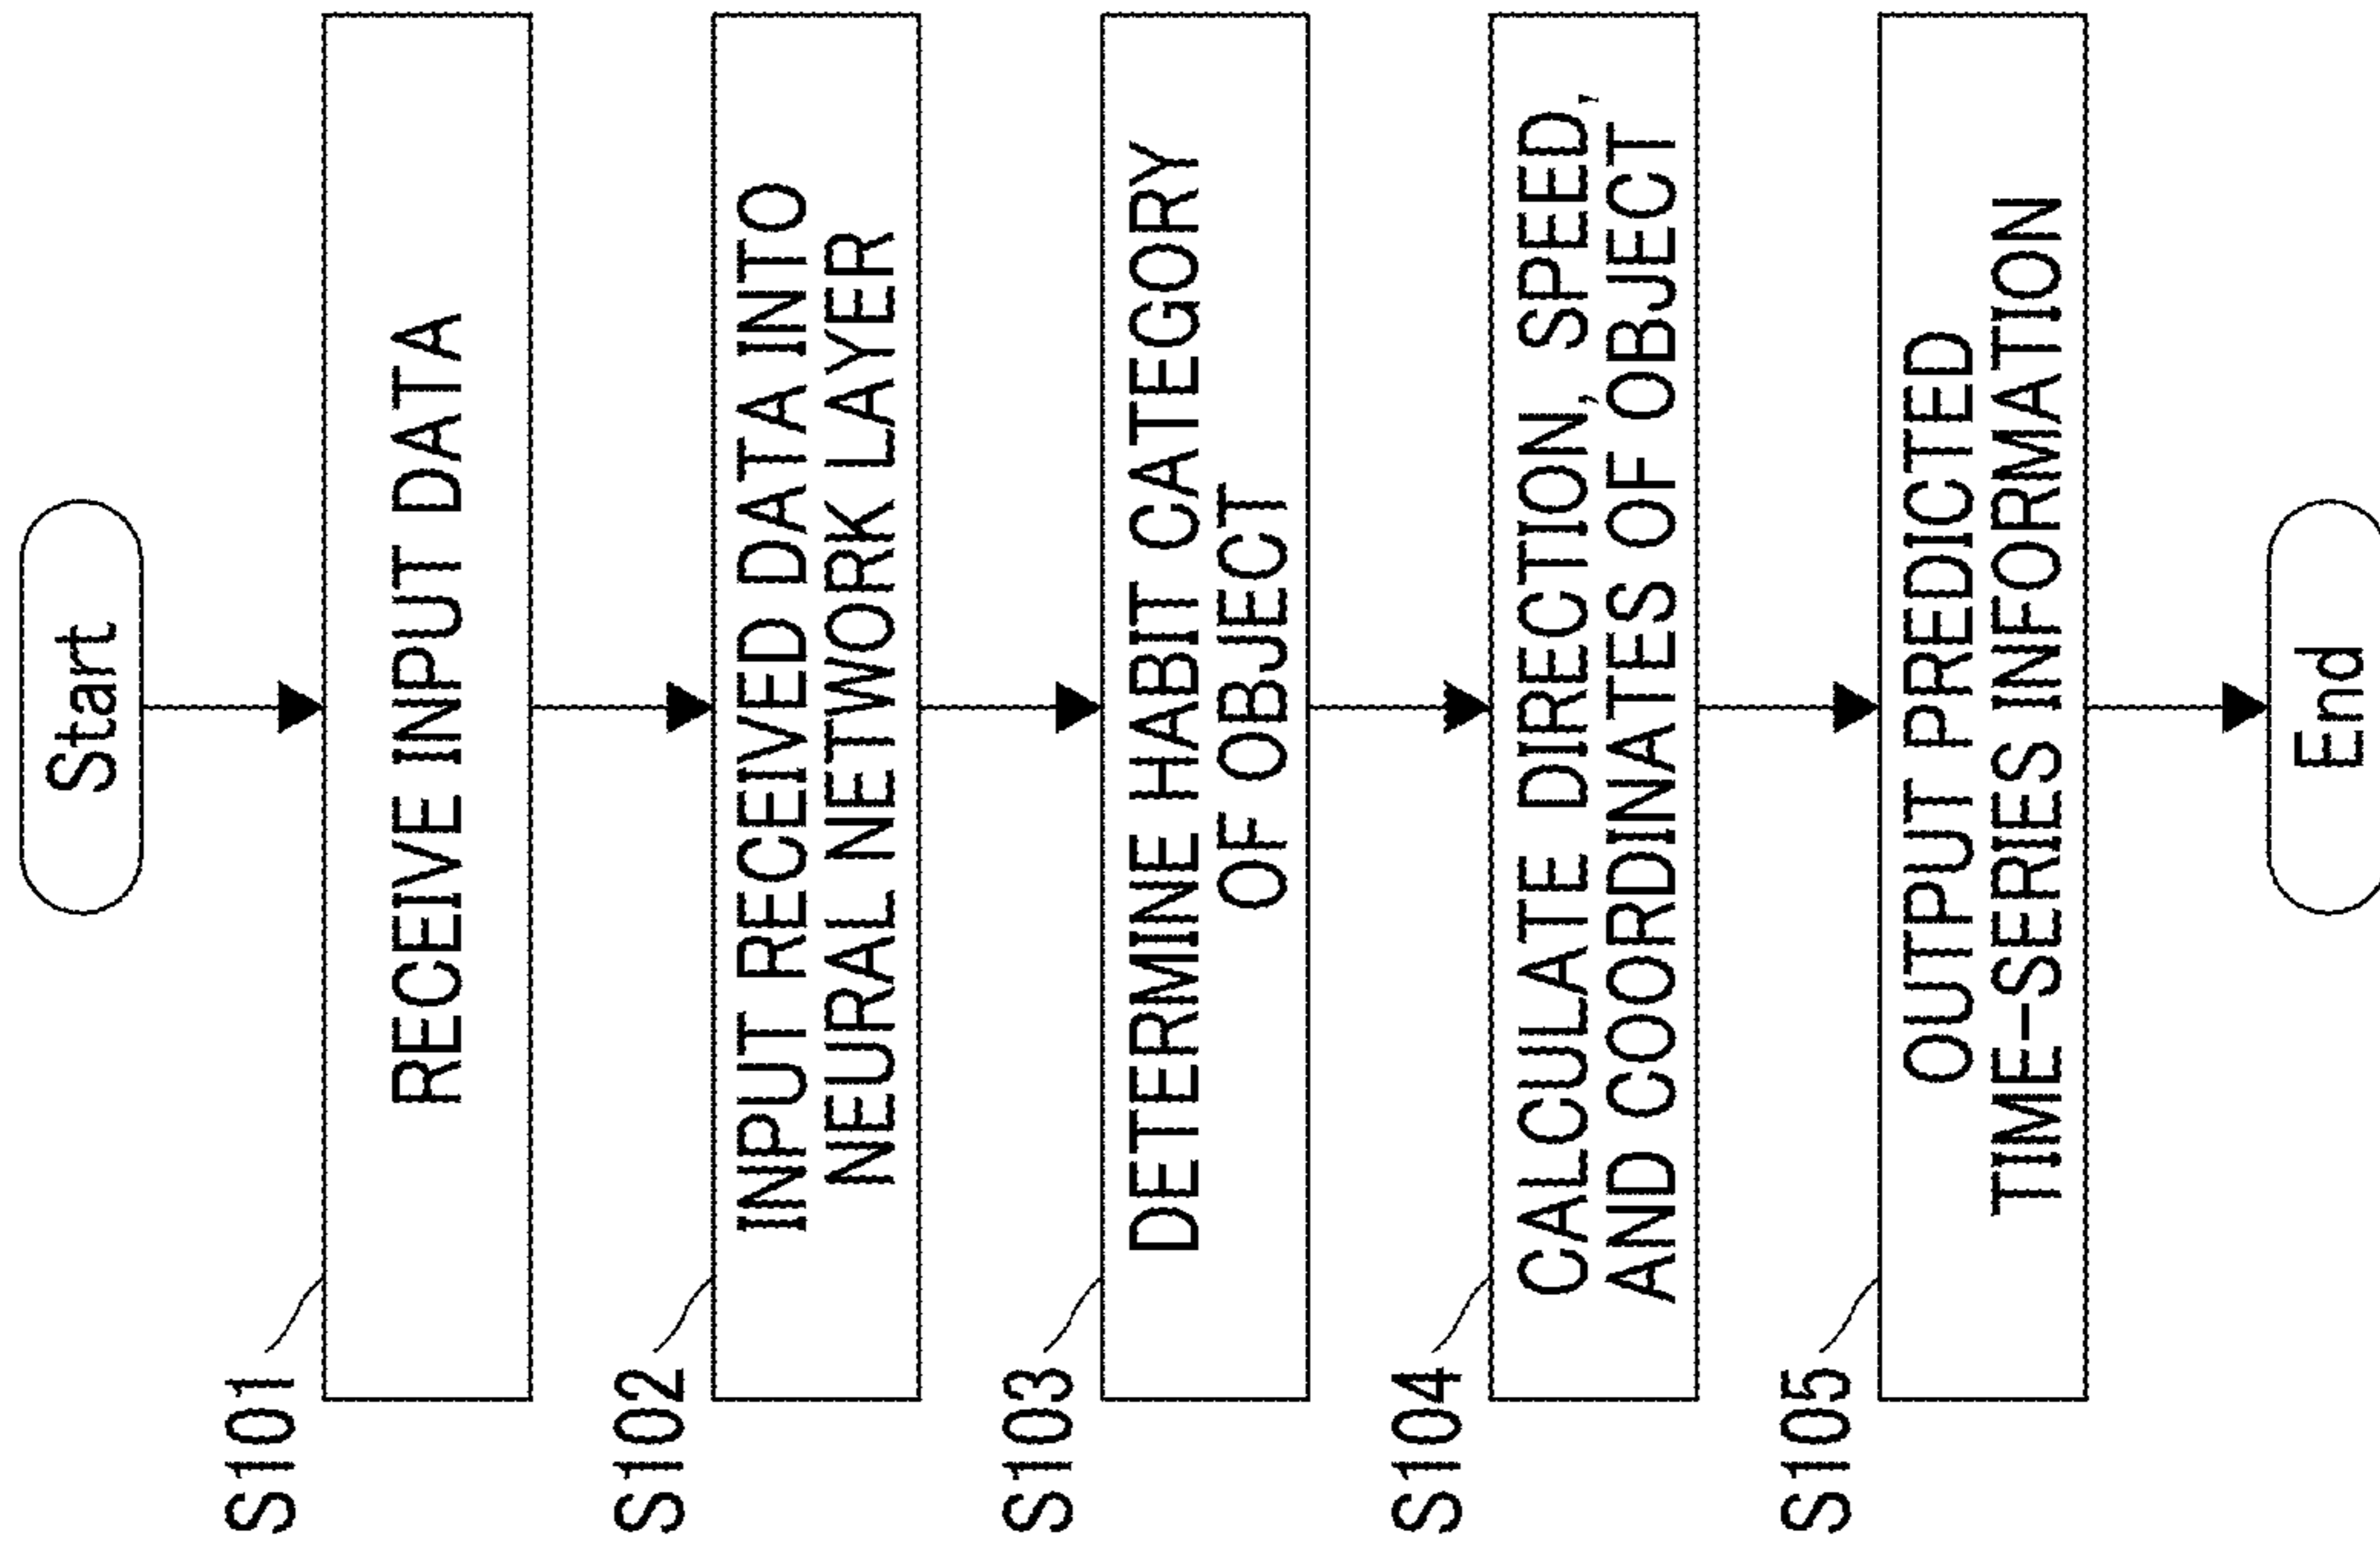 Start
S101
RECEIVE INPUT DATA
S102
INPUT RECEIVED DATA INTO
NEURAL NETWORK LAYER
S103
DETERMINE HABIT CATEGORY
OF OBJECT
S104
CALCULATE DIRECTION, SPEED,
AND COORDINATES OF OBJECT
S105
OUTPUT PREDICTED
TIME-SERIES INFORMATION
End